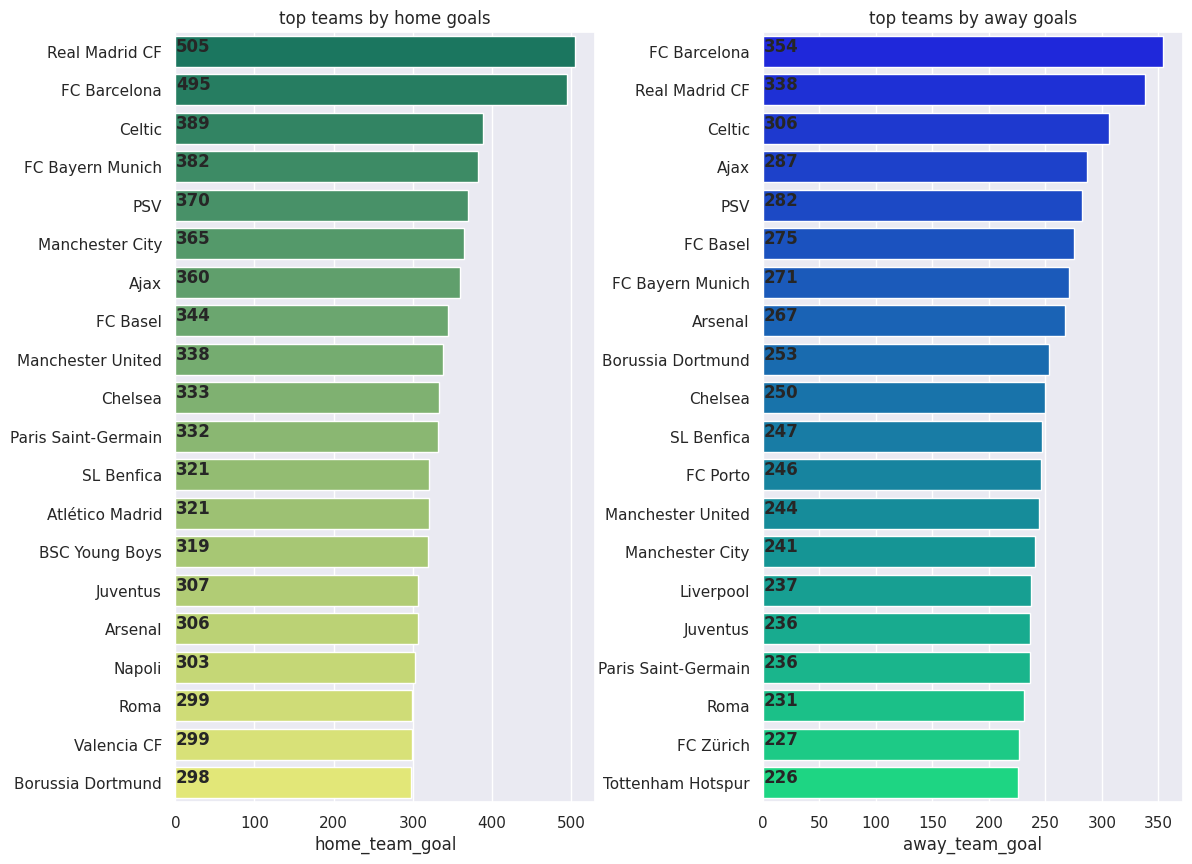 top teams by home goals
Real Madrid CF 505
FC Barcelona 495
Celtic 389
FC Bayern Munich 382
PSV 370
Manchester City 365
Ajax 360
FC Basel 344
Manchester United 338
Chelsea 333
Paris Saint-Germain 332
SL Benfica 321
Atlético Madrid 321
BSC Young Boys 319
Juventus 307
Arsenal 306
Napoli 303
Roma 299
Valencia CF 299
Borussia Dortmund 298
0 100 200 300 400 500
home_team_goal
top teams by away goals
FC Barcelona 354
Real Madrid CF 338
Celtic 306
Ajax 287
PSV 282
FC Basel 275
FC Bayern Munich 271
Arsenal 267
Borussia Dortmund 253
Chelsea 250
SL Benfica 247
FC Porto 246
Manchester United 244
Manchester City 241
Liverpool 237
Juventus 236
Paris Saint-Germain 236
Roma 231
FC Zürich 227
Tottenham Hotspur 226
0 50 100 150 200 250 300 350
away_team_goal